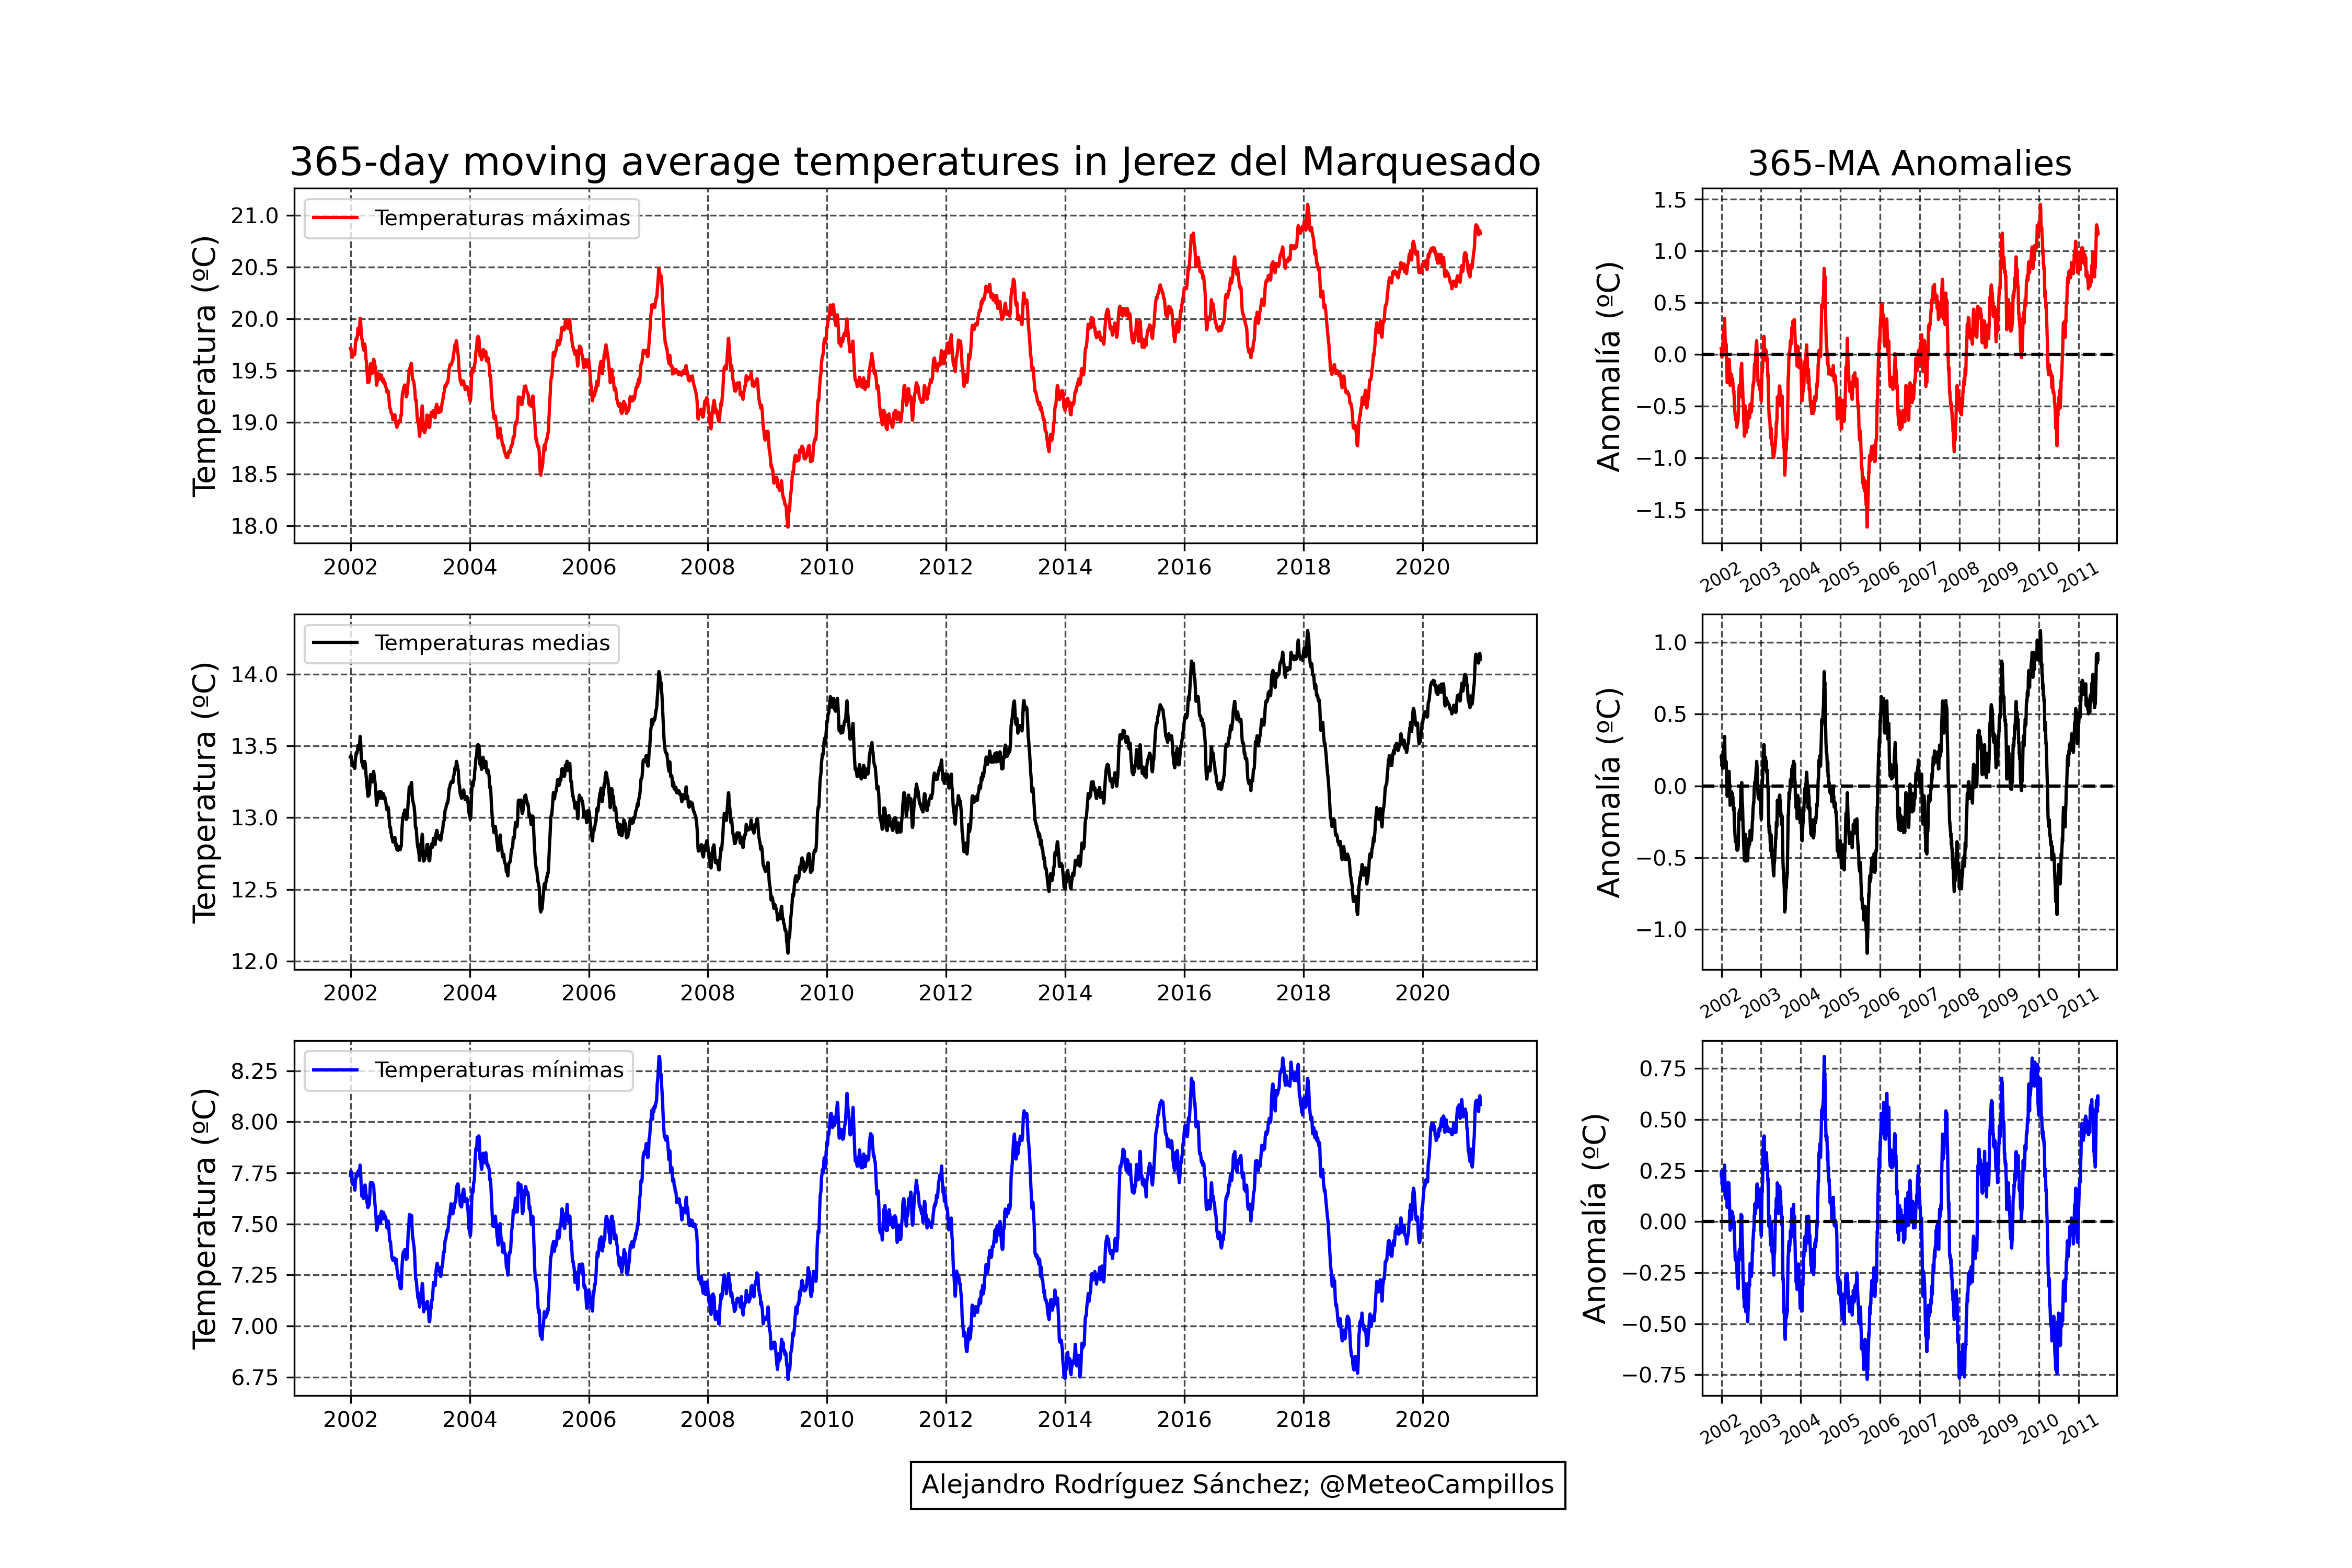 365-day moving average temperatures in Jerez del Marquesado
365-MA Anomalies
Temperaturas máximas
Temperatura (ºC)
21.0
20.5
20.0
19.5
19.0
18.5
18.0
2002 2004 2006 2008 2010 2012 2014 2016 2018 2020
Anomalía (ºC)
1.5
1.0
0.5
0.0
−0.5
−1.0
−1.5
2002 2003 2004 2005 2006 2007 2008 2009 2010 2011
Temperaturas medias
Temperatura (ºC)
14.0
13.5
13.0
12.5
12.0
2002 2004 2006 2008 2010 2012 2014 2016 2018 2020
Anomalía (ºC)
1.0
0.5
0.0
−0.5
−1.0
2002 2003 2004 2005 2006 2007 2008 2009 2010 2011
Temperaturas mínimas
Temperatura (ºC)
8.25
8.00
7.75
7.50
7.25
7.00
6.75
2002 2004 2006 2008 2010 2012 2014 2016 2018 2020
Anomalía (ºC)
0.75
0.50
0.25
0.00
−0.25
−0.50
−0.75
2002 2003 2004 2005 2006 2007 2008 2009 2010 2011
Alejandro Rodríguez Sánchez; @MeteoCampillos